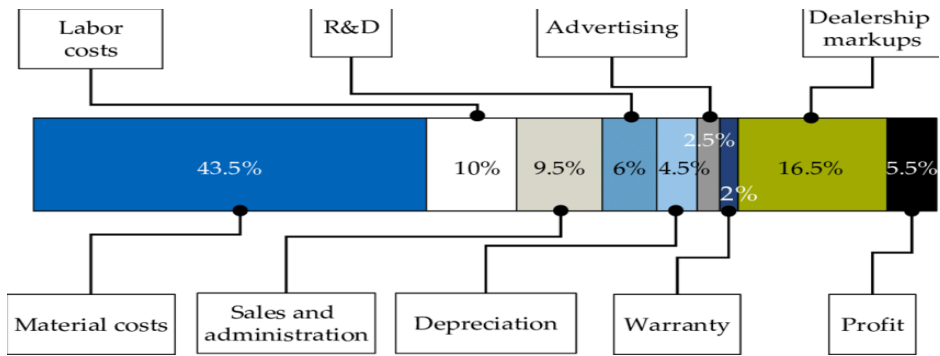 Labor
costs
R&D
Advertising
Dealership
markups
43.5%
10%
9.5%
6%
4.5%
2.5%
2%
16.5%
5.5%
Material costs
Sales and
administration
Depreciation
Warranty
Profit